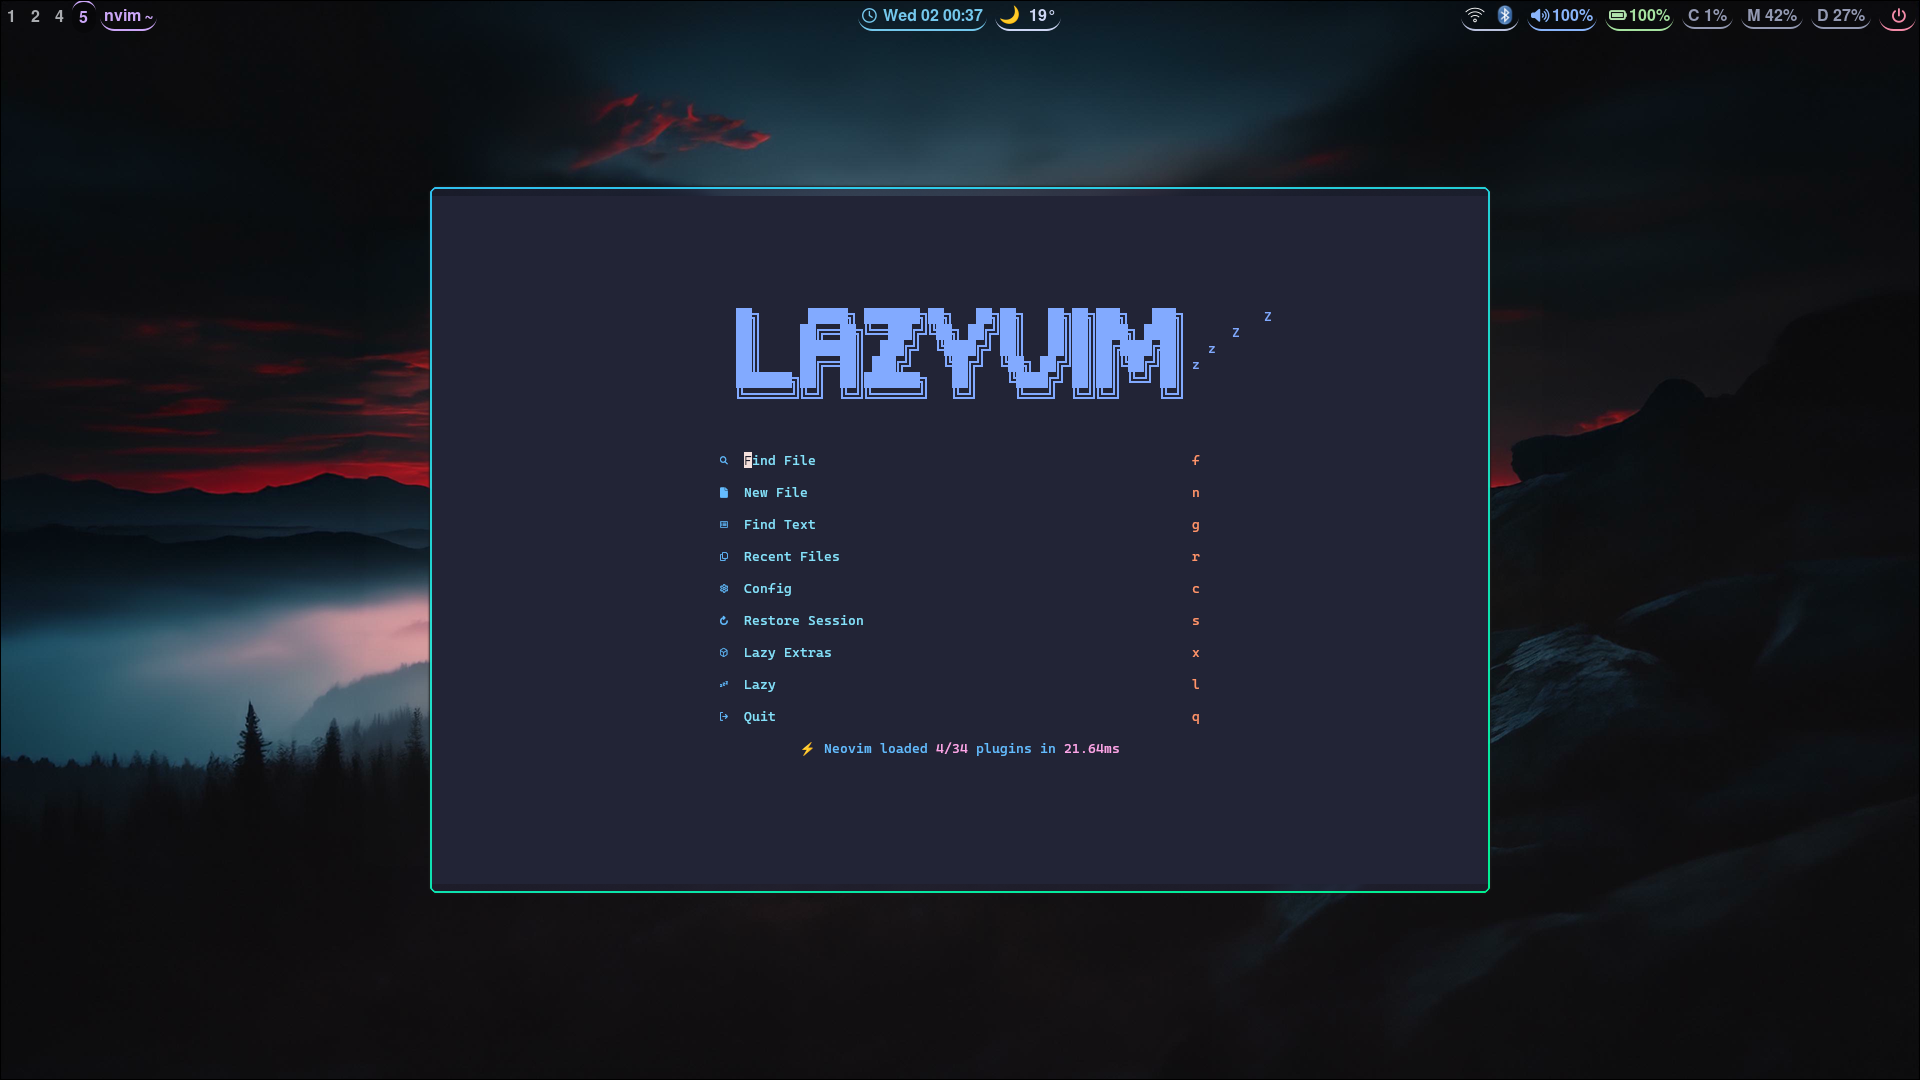 1 2 4 5 nvim ~
Wed 02 00:37 19°
100% 100% C 1% M 42% D 27%
LAZYVIM z z z z
Find File f
New File n
Find Text g
Recent Files r
Config c
Restore Session s
Lazy Extras x
Lazy l
Quit q
⚡ Neovim loaded 4/34 plugins in 21.64ms